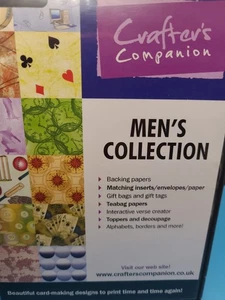 Crafter's
Companion
MEN'S
COLLECTION
Backing papers
Matching inserts/envelopes/paper
Gift bags and gift tags
Teabag papers
Interactive verse creator
Toppers and decoupage
Alphabets, borders and more!
Visit our web site!
www.crafterscompanion.co.uk
Beautiful card-making designs to print time and time again!